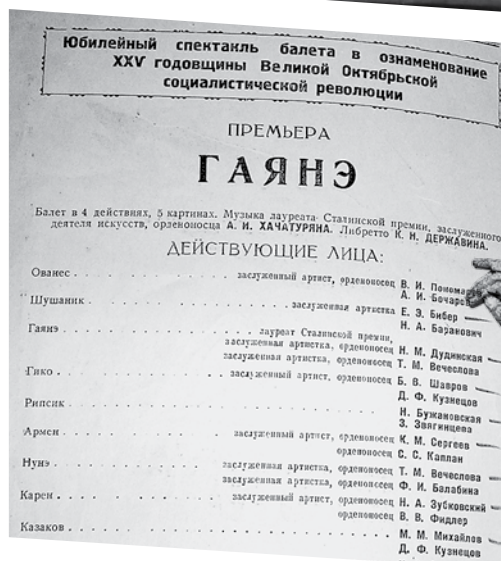 Юбилейный спектакль балета в ознаменование
XXV годовщины Великой Октябрьской
социалистической революции
ПРЕМЬЕРА
ГАЯНЭ
Балет в 4 действиях, 5 картинах. Музыка лауреата Сталинской премии, заслуженного
деятеля искусств, орденоносца А. И. ХАЧАТУРЯНА. Либретто К. Н. ДЕРЖАВИНА.
ДЕЙСТВУЮЩИЕ ЛИЦА:
Ованес . . . заслуженный артист, орденоносец В. И. Пономарев
А. И. Бочаров
Шушаник . . . заслуженная артистка Е. Э. Бибер
Н. А. Баранович
Гаянэ . . . лауреат Сталинской премии,
заслуженная артистка, орденоносец Н. М. Дудинская
заслуженная артистка, орденоносец Т. М. Вечеслова
Гико . . . заслуженный артист, орденоносец Б. В. Шавров
Д. Ф. Кузнецов
Рипсик . . . Н. Бужановская
З. Звягинцева
Армен . . . заслуженный артист, орденоносец К. М. Сергеев
орденоносец С. С. Каплан
Нунэ . . . заслуженная артистка, орденоносец Т. М. Вечеслова
заслуженная артистка, орденоносец Ф. И. Балабина
Карен . . . заслуженный артист, орденоносец Н. А. Зубковский
орденоносец В. В. Фидлер
Казаков . . . М. М. Михайлов
Д. Ф. Кузнецов